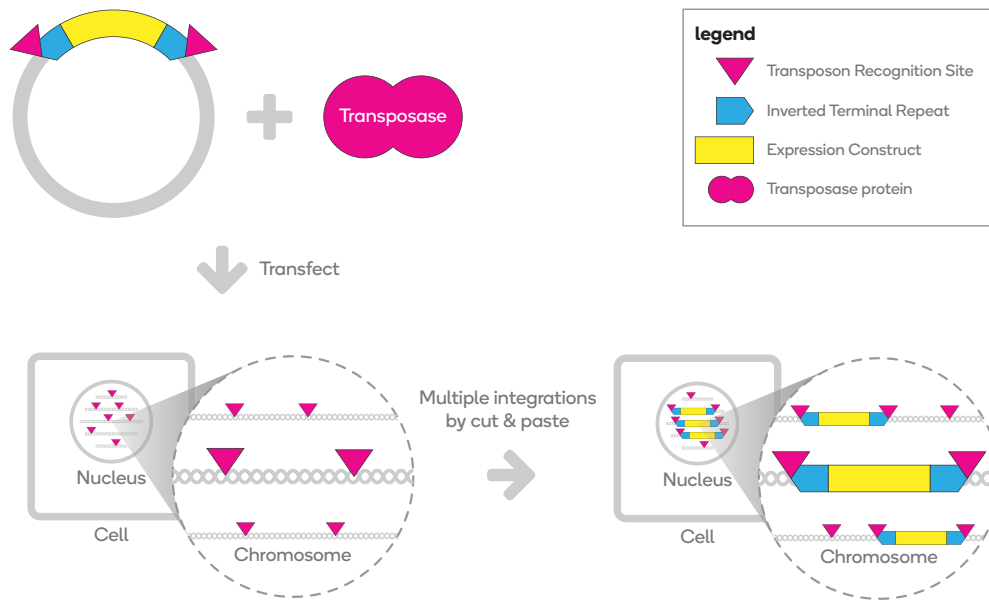 legend
Transposon Recognition Site
Inverted Terminal Repeat
Expression Construct
Transposase protein
Transposase
Transfect
Multiple integrations
by cut & paste
Nucleus
Cell
Chromosome
Nucleus
Cell
Chromosome